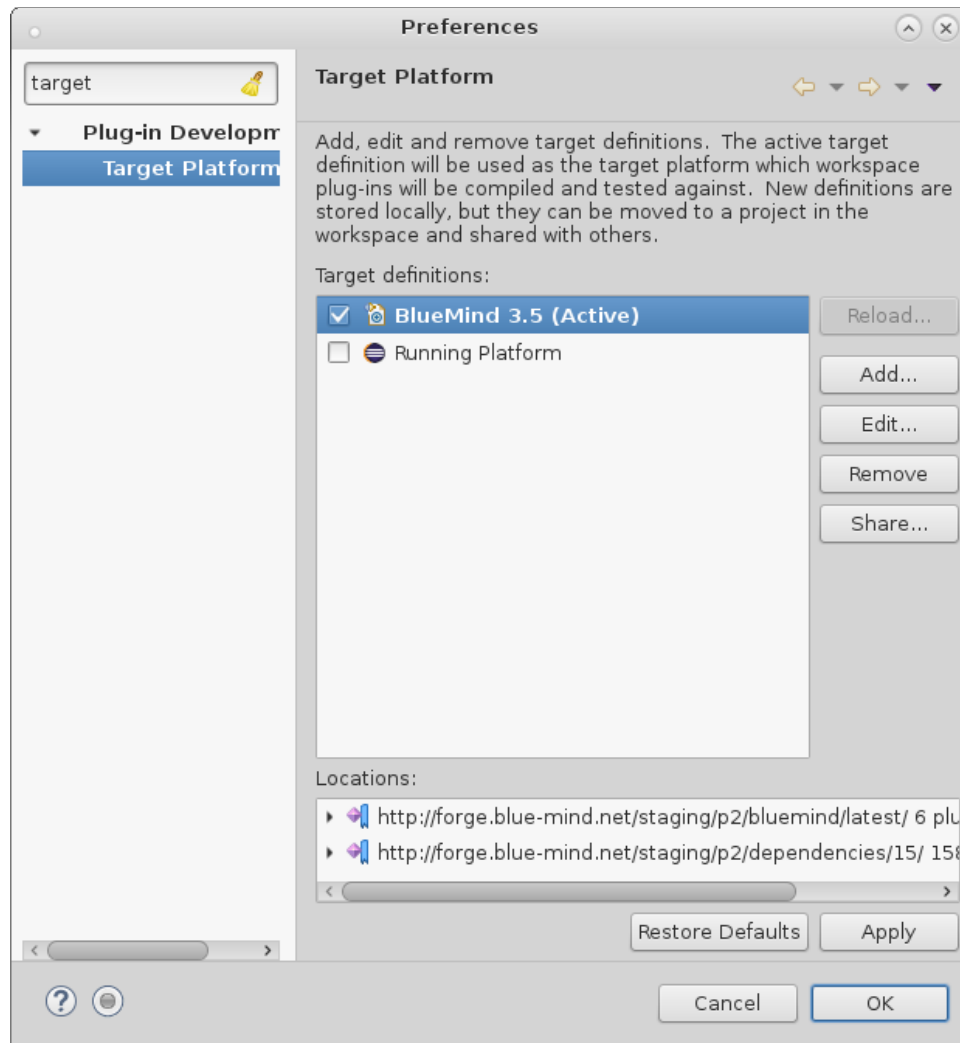 Preferences
target
Target Platform
Plug-in Developm
Target Platform
Add, edit and remove target definitions.  The active target
definition will be used as the target platform which workspace
plug-ins will be compiled and tested against.  New definitions are
stored locally, but they can be moved to a project in the
workspace and shared with others.
Target definitions:
BlueMind 3.5 (Active)
Running Platform
Reload...
Add...
Edit...
Remove
Share...
Locations:
http://forge.blue-mind.net/staging/p2/bluemind/latest/ 6 plu
http://forge.blue-mind.net/staging/p2/dependencies/15/ 158
Restore Defaults
Apply
Cancel
OK